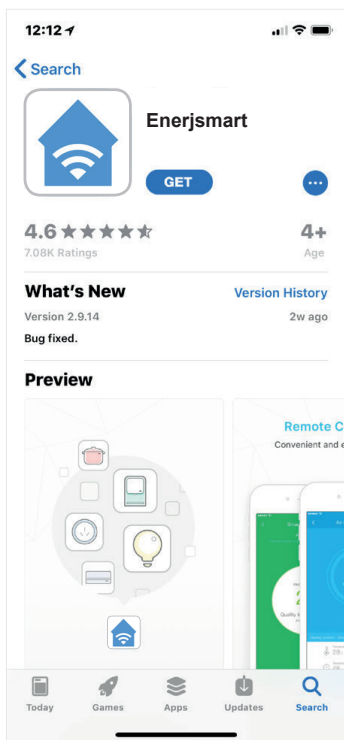 12:12
Search
Enerjsmart
GET
4.6
4+
7.08K Ratings
Age
What's New
Version History
Version 2.9.14
2w ago
Bug fixed.
Preview
Remote C
Convenient and e
Today
Games
Apps
Updates
Search